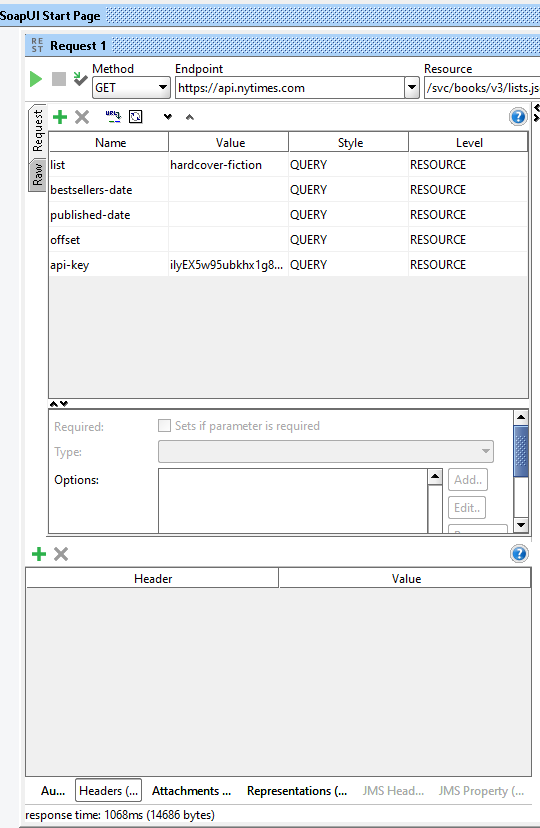 SoapUI Start Page
RE
ST
Request 1
Method
Endpoint
Resource
GET
https://api.nytimes.com
/svc/books/v3/lists.js
Request
Raw
URL
Name Value Style Level
list hardcover-fiction QUERY RESOURCE
bestsellers-date QUERY RESOURCE
published-date QUERY RESOURCE
offset QUERY RESOURCE
api-key ilyEX5w95ubkhx1g8... QUERY RESOURCE
Required: Sets if parameter is required
Type:
Options:
Add..
Edit..
Header Value
Au... Headers (... Attachments ... Representations (... JMS Head... JMS Property (...
response time: 1068ms (14686 bytes)